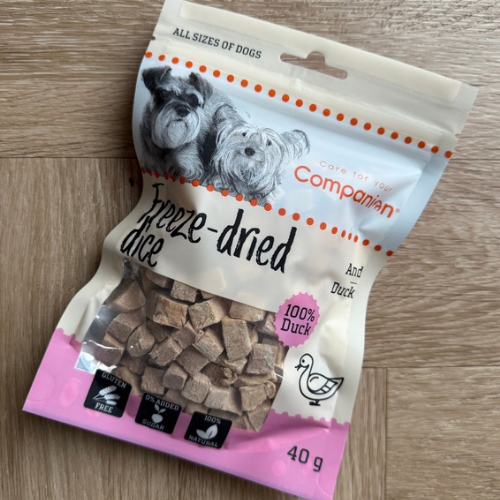 ALL SIZES OF DOGS
Care for Your
Companion®
Freeze-dried
dice
And
Duck
100%
Duck
GLUTEN
FREE
0% ADDED
SUGAR
100%
NATURAL
40 g